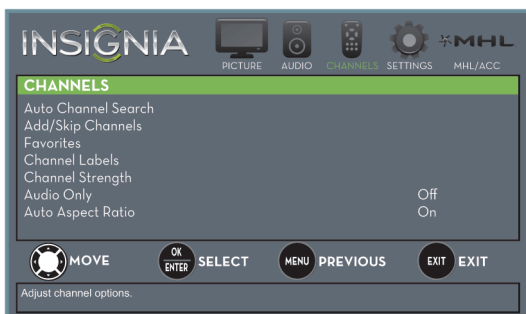 INSIGNIA
PICTURE AUDIO CHANNELS SETTINGS MHL MHL/ACC
CHANNELS
Auto Channel Search
Add/Skip Channels
Favorites
Channel Labels
Channel Strength
Audio Only Off
Auto Aspect Ratio On
MOVE OK ENTER SELECT MENU PREVIOUS EXIT EXIT
Adjust channel options.